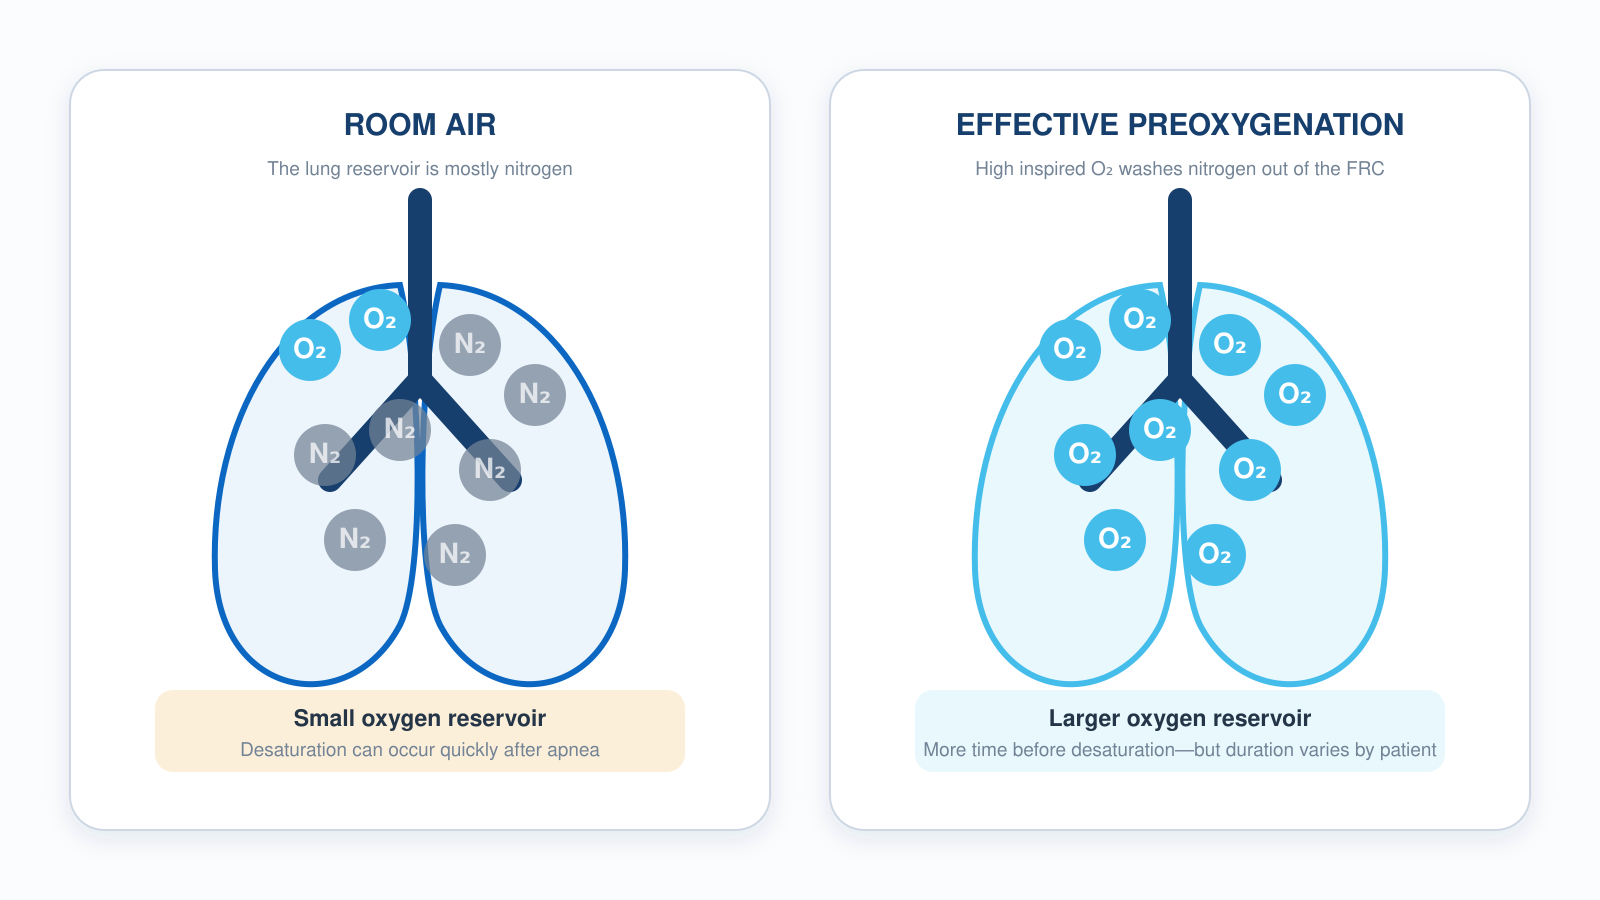 ROOM AIR
The lung reservoir is mostly nitrogen
O₂
O₂
N₂
N₂
N₂
N₂
N₂
N₂
N₂
Small oxygen reservoir
Desaturation can occur quickly after apnea
EFFECTIVE PREOXYGENATION
High inspired O₂ washes nitrogen out of the FRC
O₂
O₂
O₂
O₂
O₂
O₂
O₂
O₂
O₂
Larger oxygen reservoir
More time before desaturation—but duration varies by patient